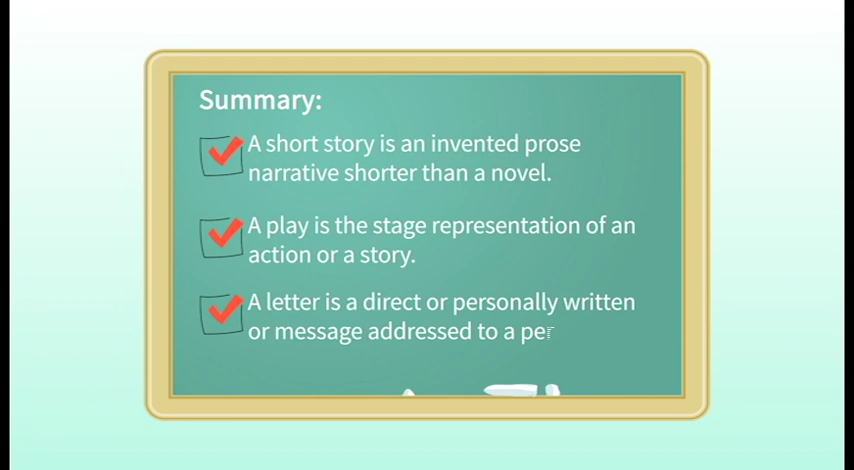 Summary:
A short story is an invented prose
narrative shorter than a novel.
A play is the stage representation of an
action or a story.
A letter is a direct or personally written
or message addressed to a per